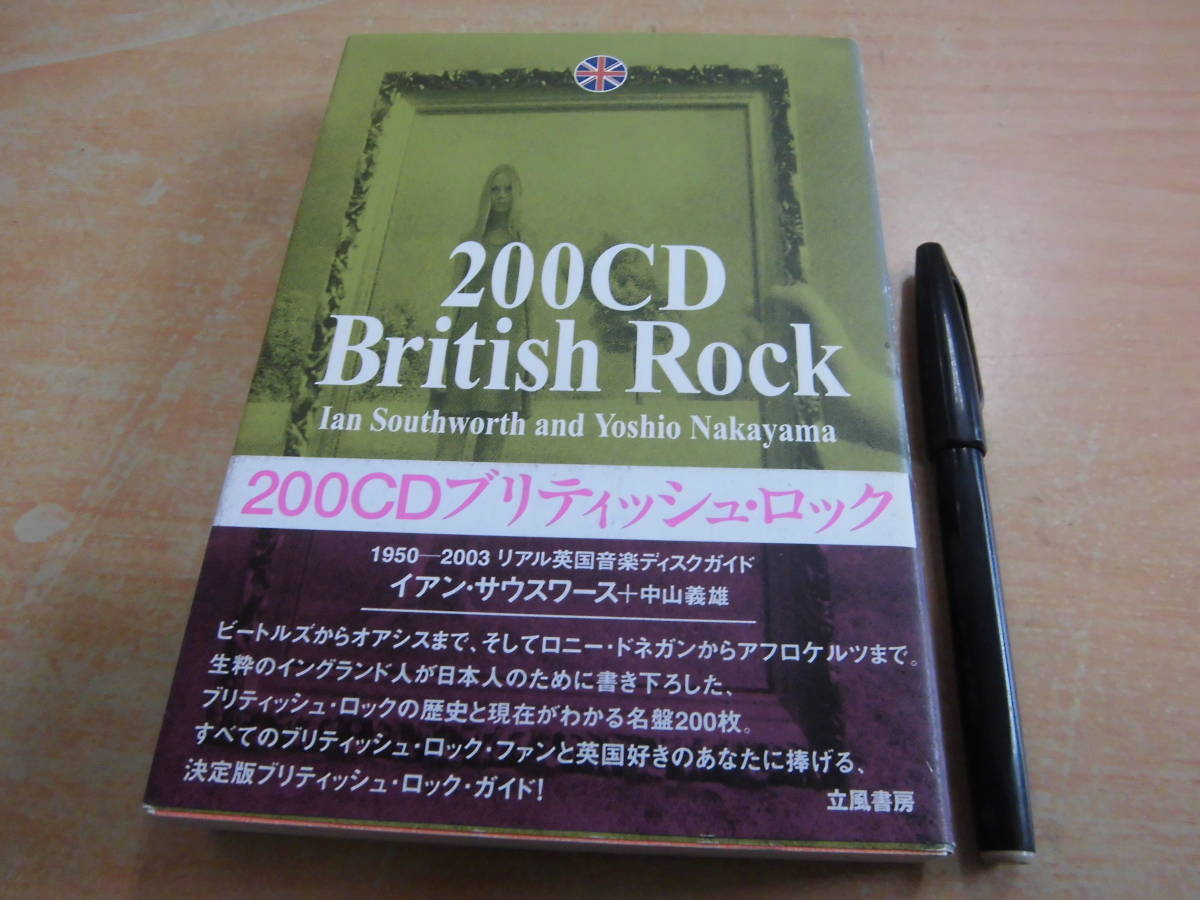 200CD
British Rock
Ian Southworth and Yoshio Nakayama
200CDブリティッシュ・ロック
1950—2003 リアル英国音楽ディスクガイド
イアン・サウスワース+中山義雄
ビートルズからオアシスまで、そしてロニー・ドネガンからアフロケルツまで。
生粋のイングランド人が日本人のために書き下ろした、
ブリティッシュ・ロックの歴史と現在がわかる名盤200枚。
すべてのブリティッシュ・ロック・ファンと英国好きのあなたに捧げる、
決定版ブリティッシュ・ロック・ガイド!
立風書房